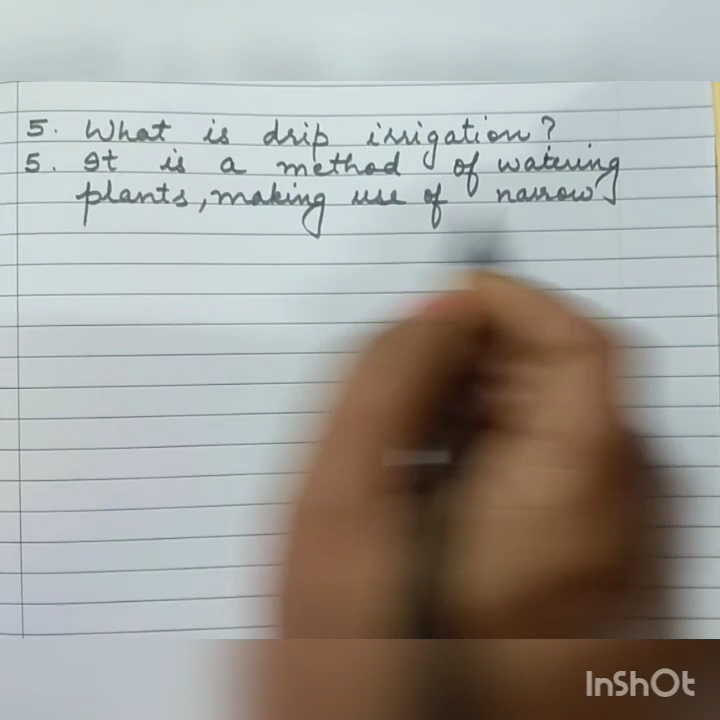 5. What is drip irrigation?
5. It is a method of watering
plants, making use of narrow
InShOt